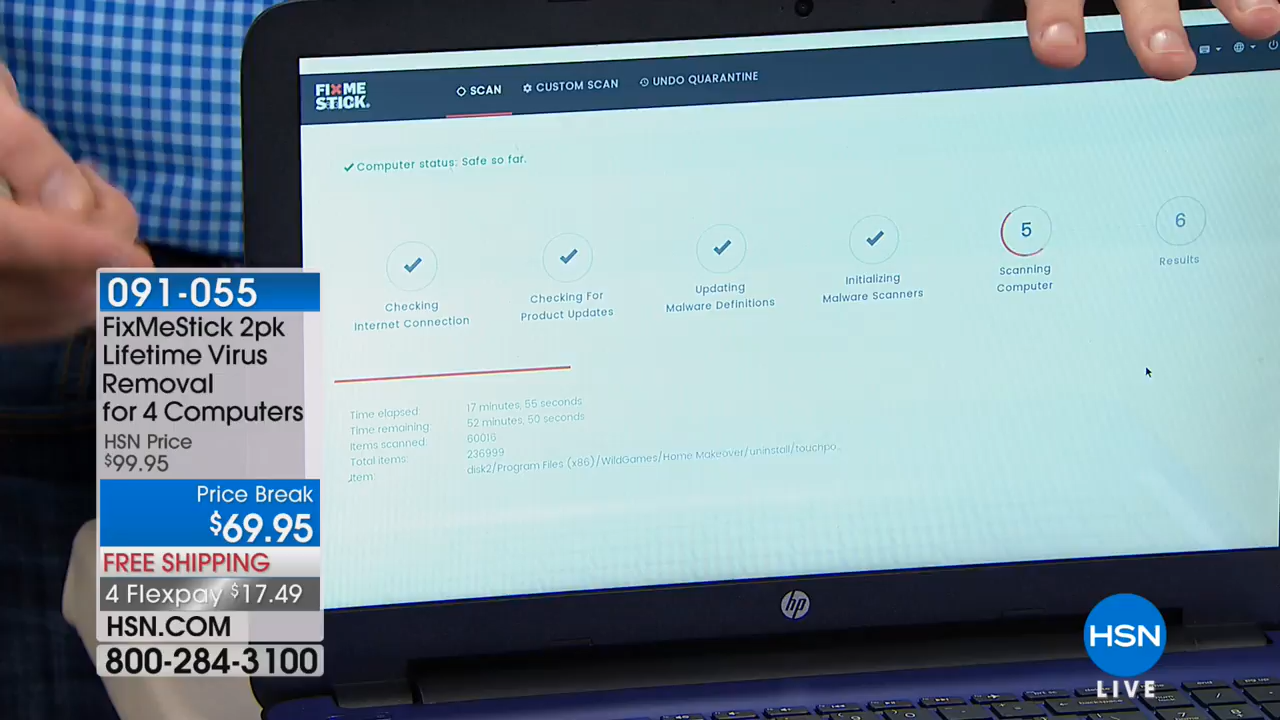 FIXME
STICK.
SCAN
CUSTOM SCAN
UNDO QUARANTINE
Computer status: Safe so far.
Checking
Internet Connection
Checking For
Product Updates
Updating
Malware Definitions
Initializing
Malware Scanners
5
Scanning
Computer
6
Results
Time elapsed: 17 minutes, 55 seconds
Time remaining: 52 minutes, 50 seconds
Items scanned: 60016
Total items: 236999
Item: disk2/Program Files (x86)/WildGames/Home Makeover/uninstall/touchpo...
091-055
FixMeStick 2pk
Lifetime Virus
Removal
for 4 Computers
HSN Price
$99.95
Price Break
$69.95
FREE SHIPPING
4 Flexpay $17.49
HSN.COM
800-284-3100
hp
HSN
LIVE